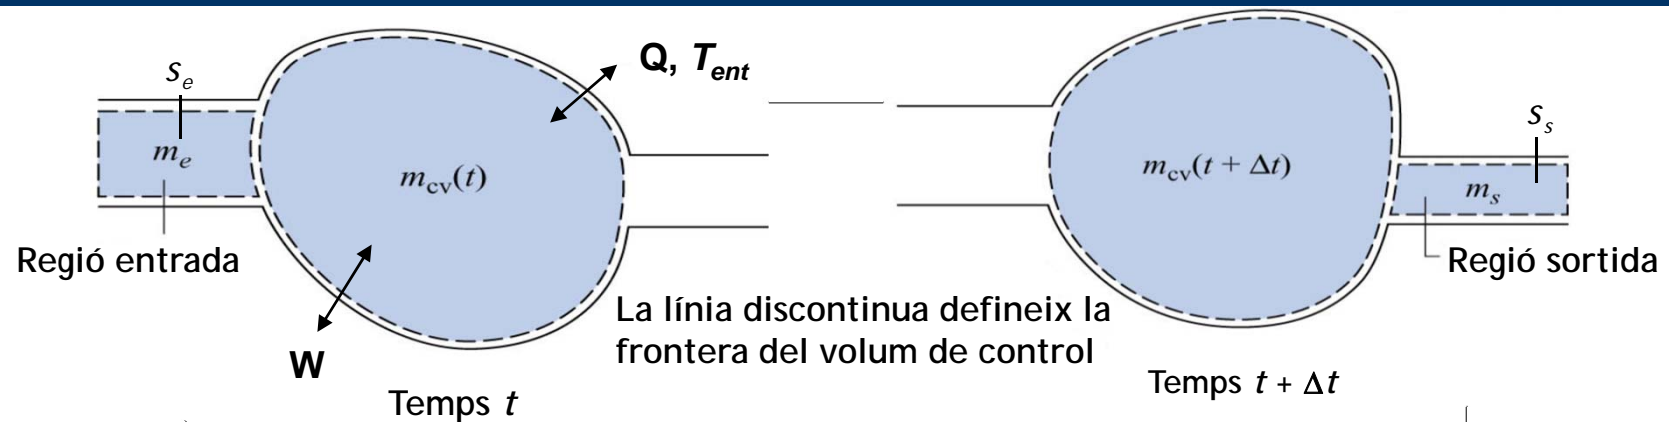 s_e
m_e
Regió entrada
m_cv(t)
Q, T_ent
W
Temps t
La línia discontinua defineix la
frontera del volum de control
m_cv(t + Δt)
Temps t + Δt
s_s
m_s
Regió sortida